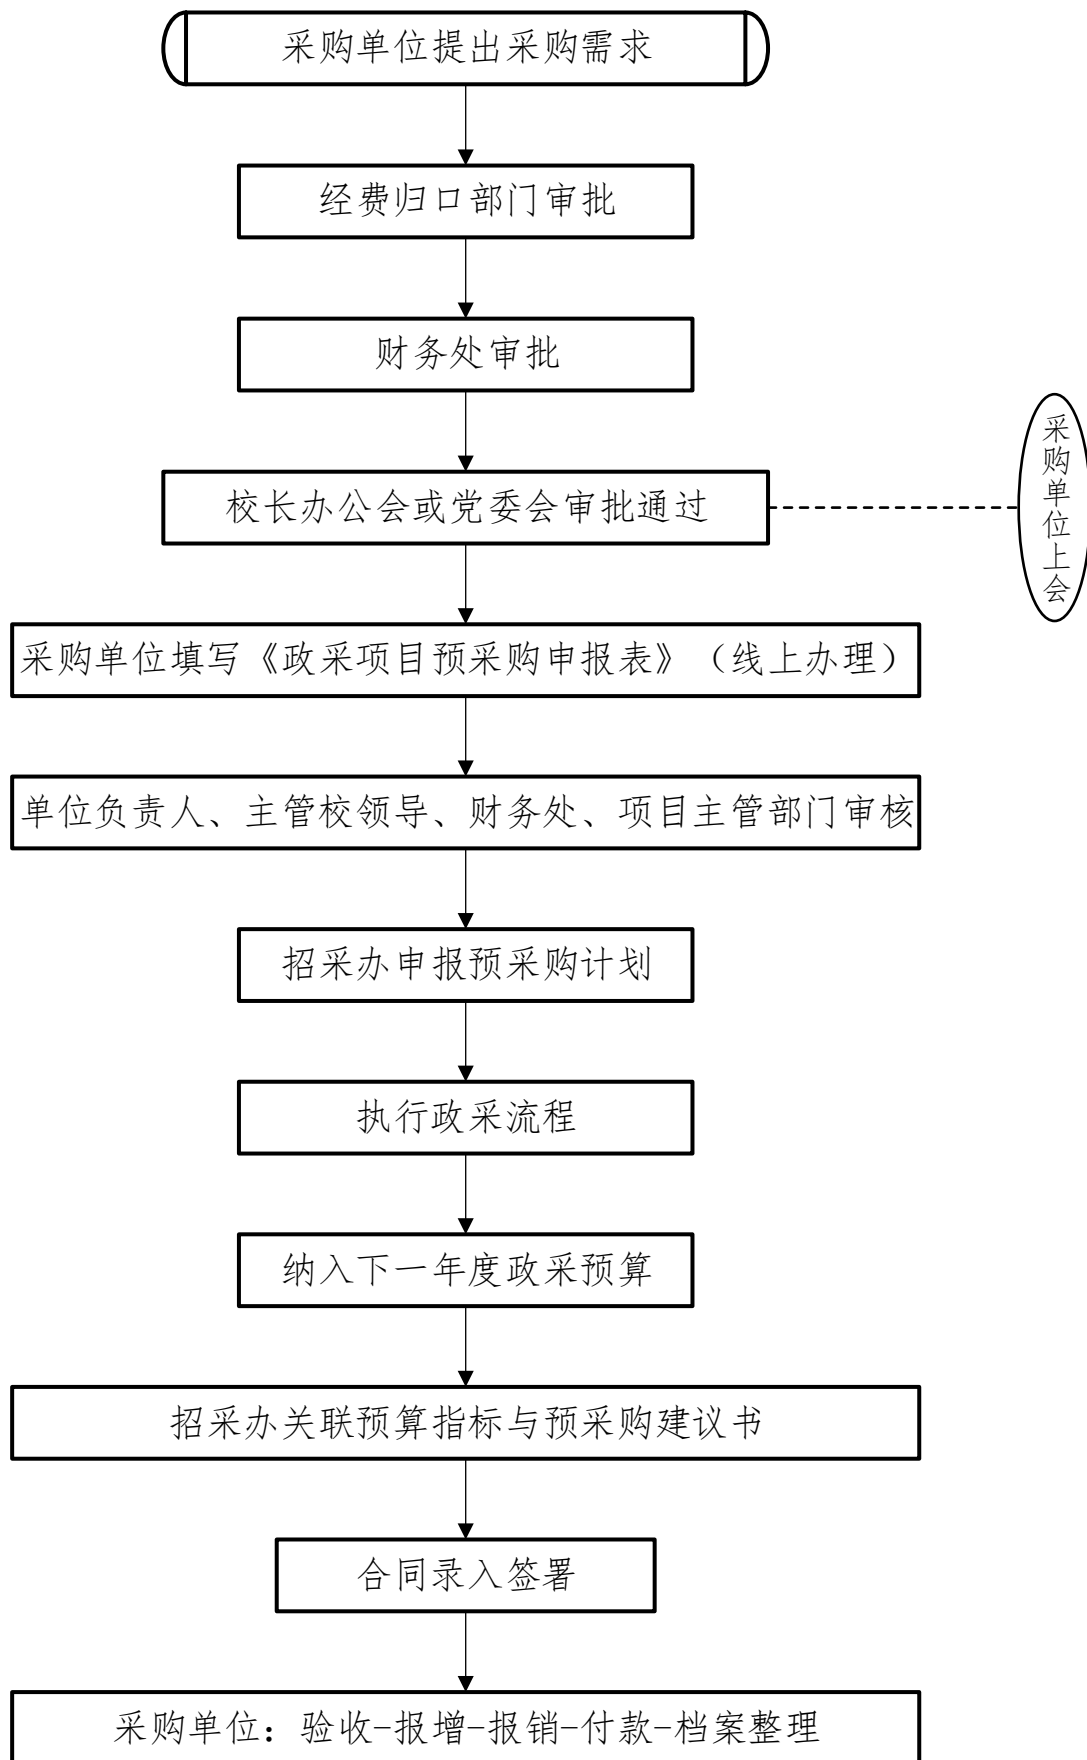 采购单位提出采购需求
经费归口部门审批
财务处审批
校长办公会或党委会审批通过
采购单位上会
采购单位填写《政采项目预采购申报表》（线上办理）
单位负责人、主管校领导、财务处、项目主管部门审核
招采办申报预采购计划
执行政采流程
纳入下一年度政采预算
招采办关联预算指标与预采购建议书
合同录入签署
采购单位：验收-报增-报销-付款-档案整理